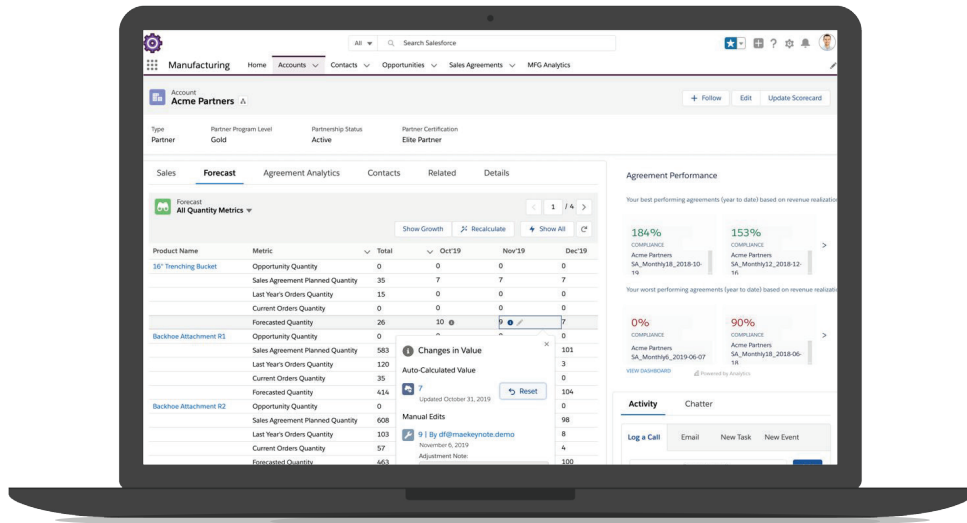 All Search Salesforce
Manufacturing Home Accounts Contacts Opportunities Sales Agreements MFG Analytics
Account
Acme Partners
+ Follow Edit Update Scorecard
Type Partner Program Level Partnership Status Partner Certification
Partner Gold Active Elite Partner
Sales Forecast Agreement Analytics Contacts Related Details
Forecast
All Quantity Metrics
1 / 4
Show Growth Recalculate Show All
Product Name Metric Total Oct'19 Nov'19 Dec'19
16" Trenching Bucket Opportunity Quantity 0 0 0 0
Sales Agreement Planned Quantity 35 7 7 7
Last Year's Orders Quantity 15 0 0 0
Current Orders Quantity 0 0 0 0
Forecasted Quantity 26 10 9 7
Backhoe Attachment R1 Opportunity Quantity 0 0
Sales Agreement Planned Quantity 583 101
Last Year's Orders Quantity 120 3
Current Orders Quantity 35 0
Forecasted Quantity 414 104
Backhoe Attachment R2 Opportunity Quantity 0 0
Sales Agreement Planned Quantity 608 98
Last Year's Orders Quantity 103 8
Current Orders Quantity 57 4
Forecasted Quantity 463 100
Changes in Value
Auto-Calculated Value
7
Updated October 31, 2019
Reset
Manual Edits
9 | By df@maekeynote.demo
November 6, 2019
Adjustment Note:
Agreement Performance
Your best performing agreements (year to date) based on revenue realization
184% 153%
COMPLIANCE COMPLIANCE
Acme Partners Acme Partners
SA_Monthly18_2018-10- SA_Monthly12_2018-12-
19 16
Your worst performing agreements (year to date) based on revenue realizati
0% 90%
COMPLIANCE COMPLIANCE
Acme Partners Acme Partners
SA_Monthly6_2019-06-07 SA_Monthly18_2018-06-
18
VIEW DASHBOARD Powered by Analytics
Activity Chatter
Log a Call Email New Task New Event